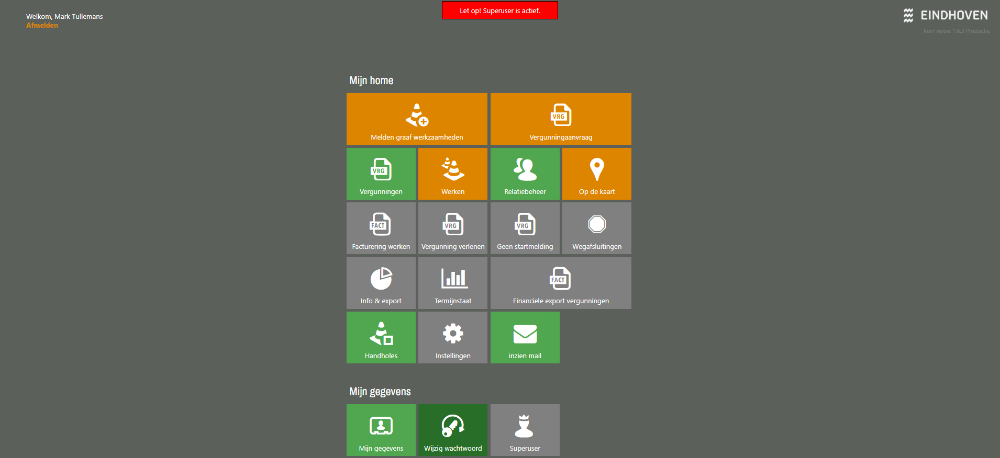 Let op! Superuser is actief.
Welkom, Mark Tullemans
Afmelden
EINDHOVEN
Keni versie 1.6.3 Productie
Mijn home
Melden graaf werkzaamheden
VRG
Vergunningaanvraag
VRG
Vergunningen
Werken
Relatiebeheer
Op de kaart
FACT
Facturering werken
VRG
Vergunning verlenen
VRG
Geen startmelding
Wegafsluitingen
Info & export
Termijnstaat
FACT
Financiele export vergunningen
Handholes
Instellingen
inzien mail
Mijn gegevens
Mijn gegevens
Wijzig wachtwoord
Superuser